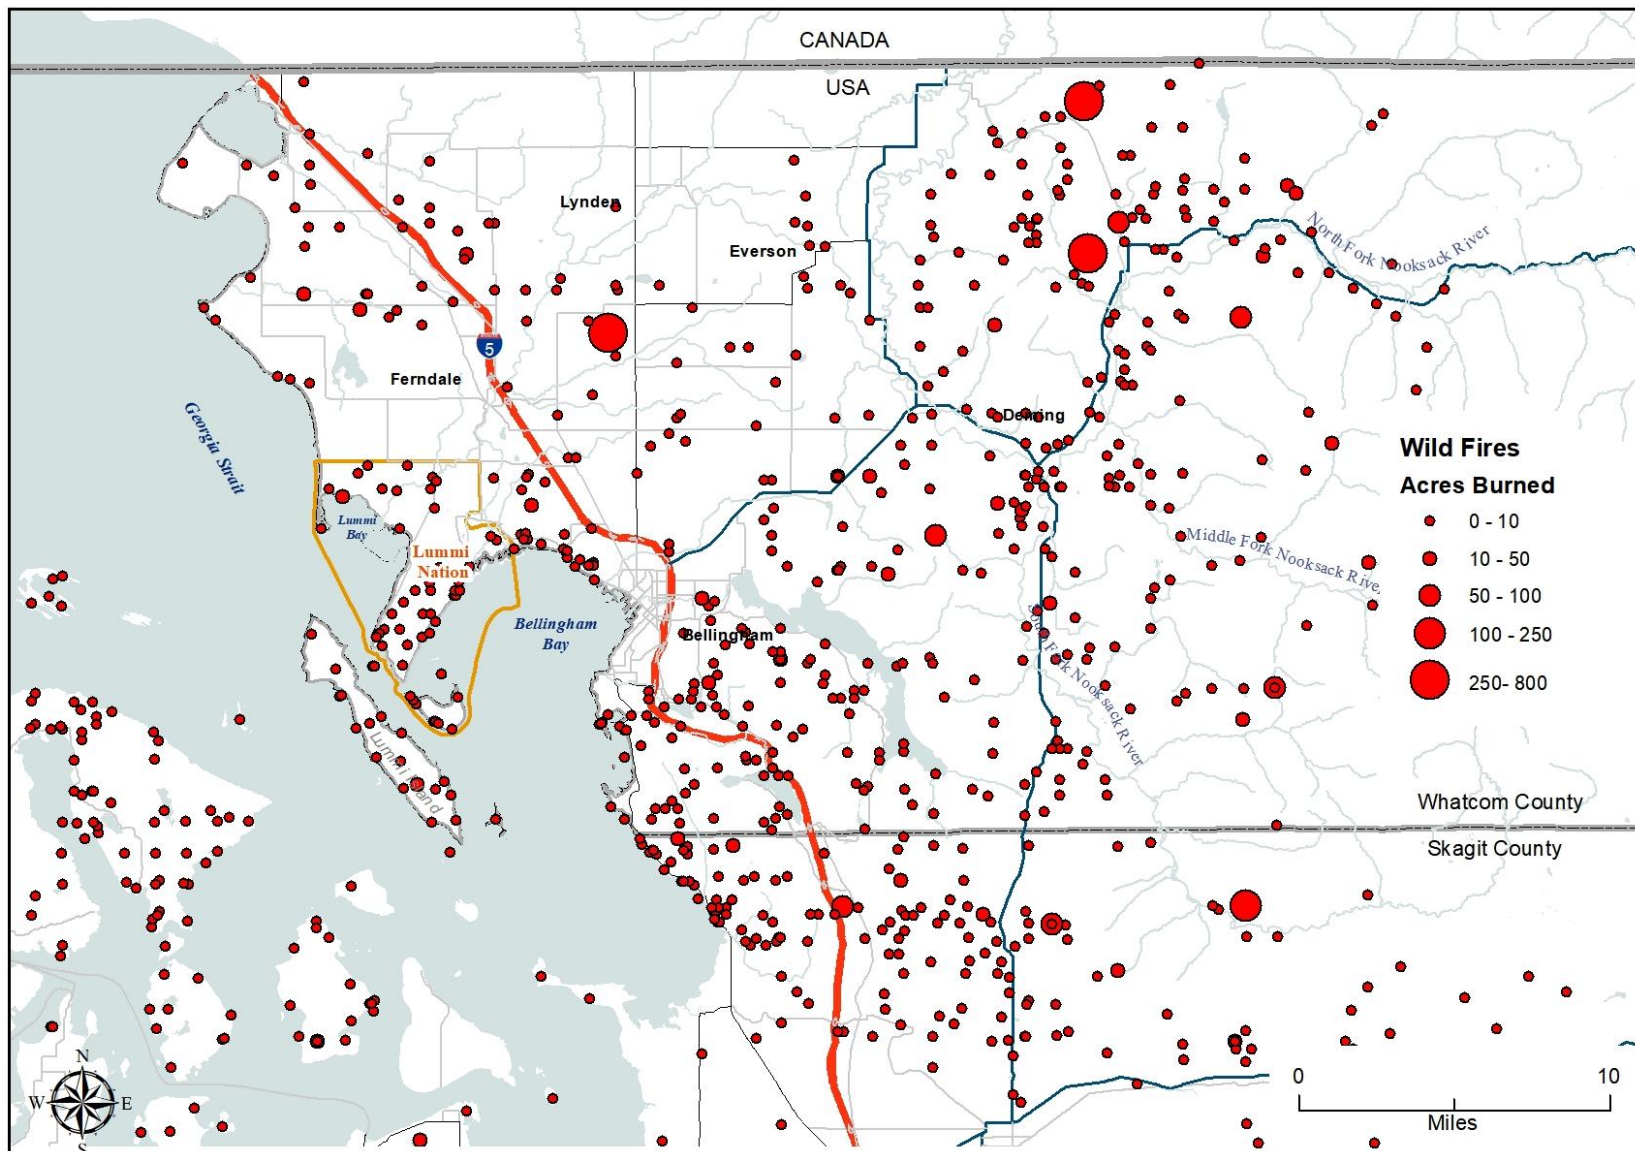 CANADA
USA
Lynden
Everson
North Fork Nooksack River
5
Ferndale
Georgia Strait
Deming
Wild Fires
Acres Burned
0 - 10
10 - 50
50 - 100
100 - 250
250- 800
Lummi
Bay
Lummi
Nation
Middle Fork Nooksack River
Bellingham
Bay
Bellingham
South Fork Nooksack River
Lummi Island
Whatcom County
Skagit County
N
W
E
S
0
10
Miles